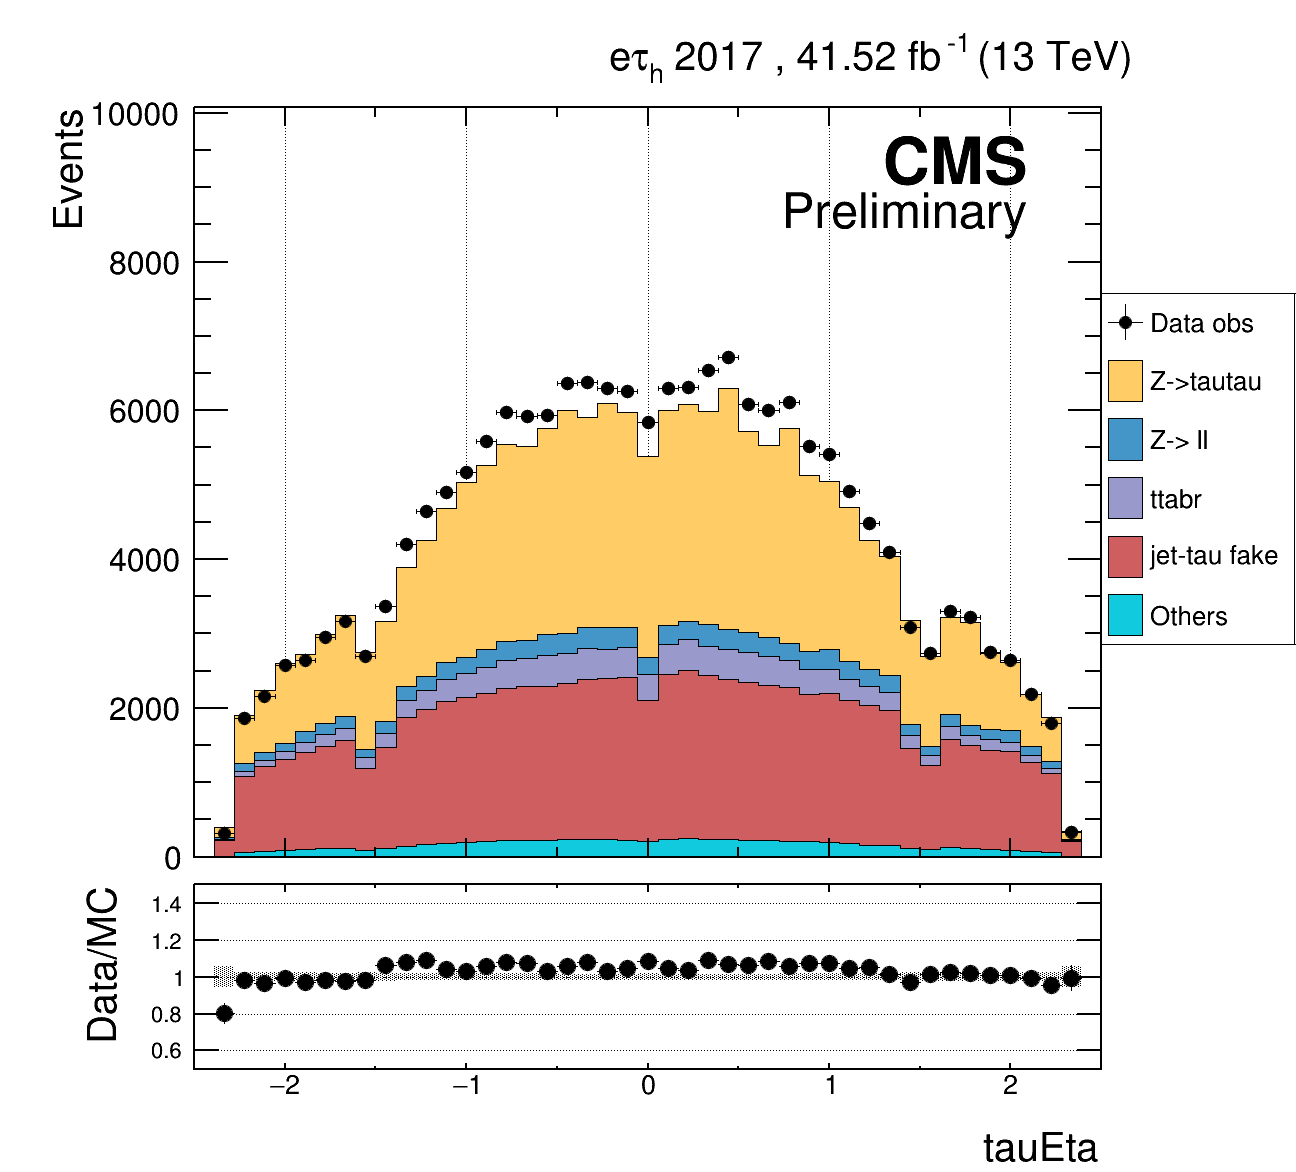 eτh 2017 , 41.52 fb-1 (13 TeV)
Events
10000
8000
6000
4000
2000
0
CMS
Preliminary
Data obs
Z->tautau
Z-> ll
ttabr
jet-tau fake
Others
Data/MC
1.4
1.2
1
0.8
0.6
−2 −1 0 1 2
tauEta